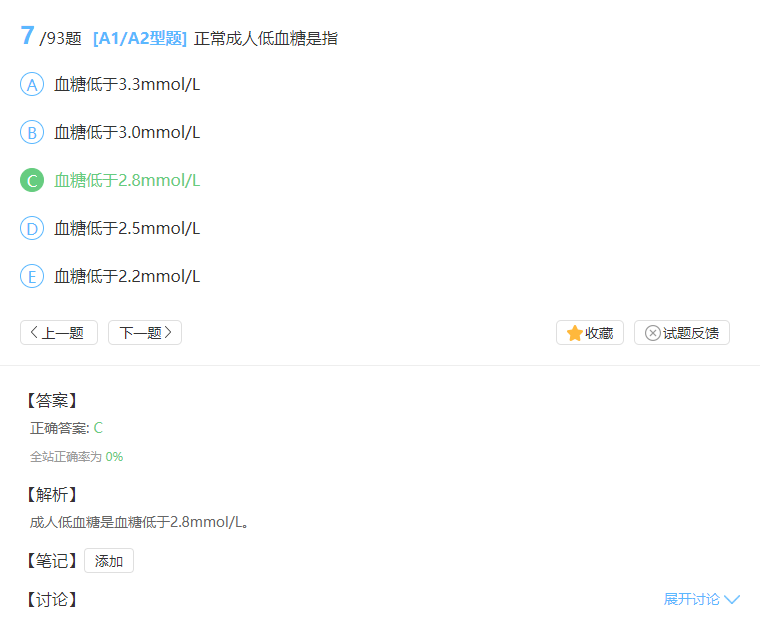 7 /93题 [A1/A2型题] 正常成人低血糖是指
A 血糖低于3.3mmol/L
B 血糖低于3.0mmol/L
C 血糖低于2.8mmol/L
D 血糖低于2.5mmol/L
E 血糖低于2.2mmol/L
上一题 下一题 收藏 试题反馈
【答案】
正确答案: C
全站正确率为 0%
【解析】
成人低血糖是血糖低于2.8mmol/L。
【笔记】 添加
【讨论】 展开讨论